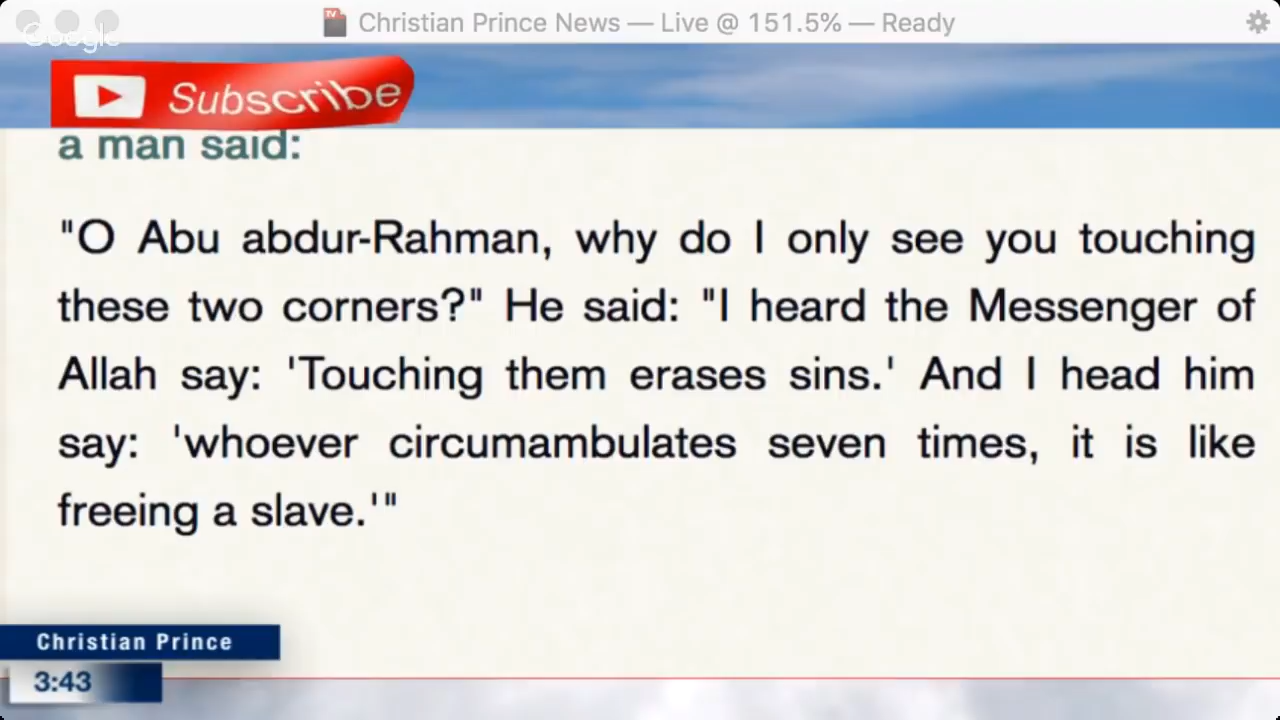 Christian Prince News — Live @ 151.5% — Ready
Google
TV
Subscribe
a man said:
"O Abu abdur-Rahman, why do I only see you touching
these two corners?" He said: "I heard the Messenger of
Allah say: 'Touching them erases sins.' And I head him
say: 'whoever circumambulates seven times, it is like
freeing a slave.'"
Christian Prince
3:43